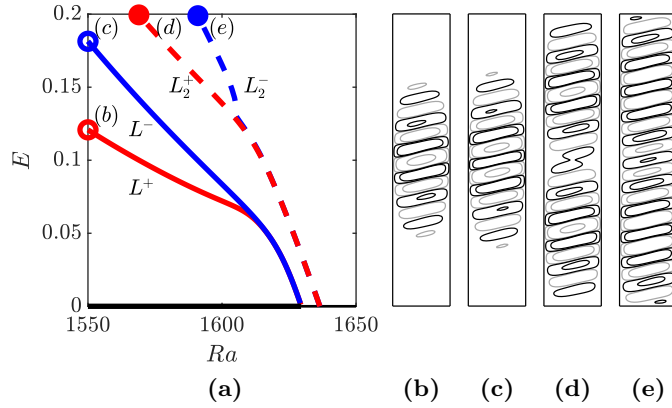 0.2
(c)
(d)
(e)
0.15
L₂⁺
L₂⁻
(b)
L⁻
E
0.1
L⁺
0.05
0
1550
1600
1650
Ra
(a)
(b)
(c)
(d)
(e)